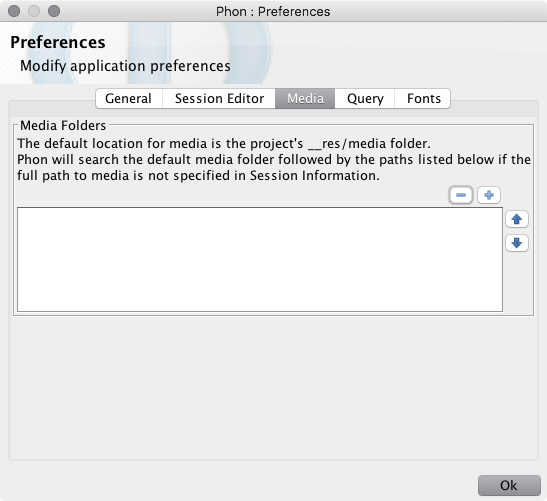 Phon : Preferences
Preferences
Modify application preferences
General Session Editor Media Query Fonts
Media Folders
The default location for media is the project's __res/media folder.
Phon will search the default media folder followed by the paths listed below if the
full path to media is not specified in Session Information.
Ok